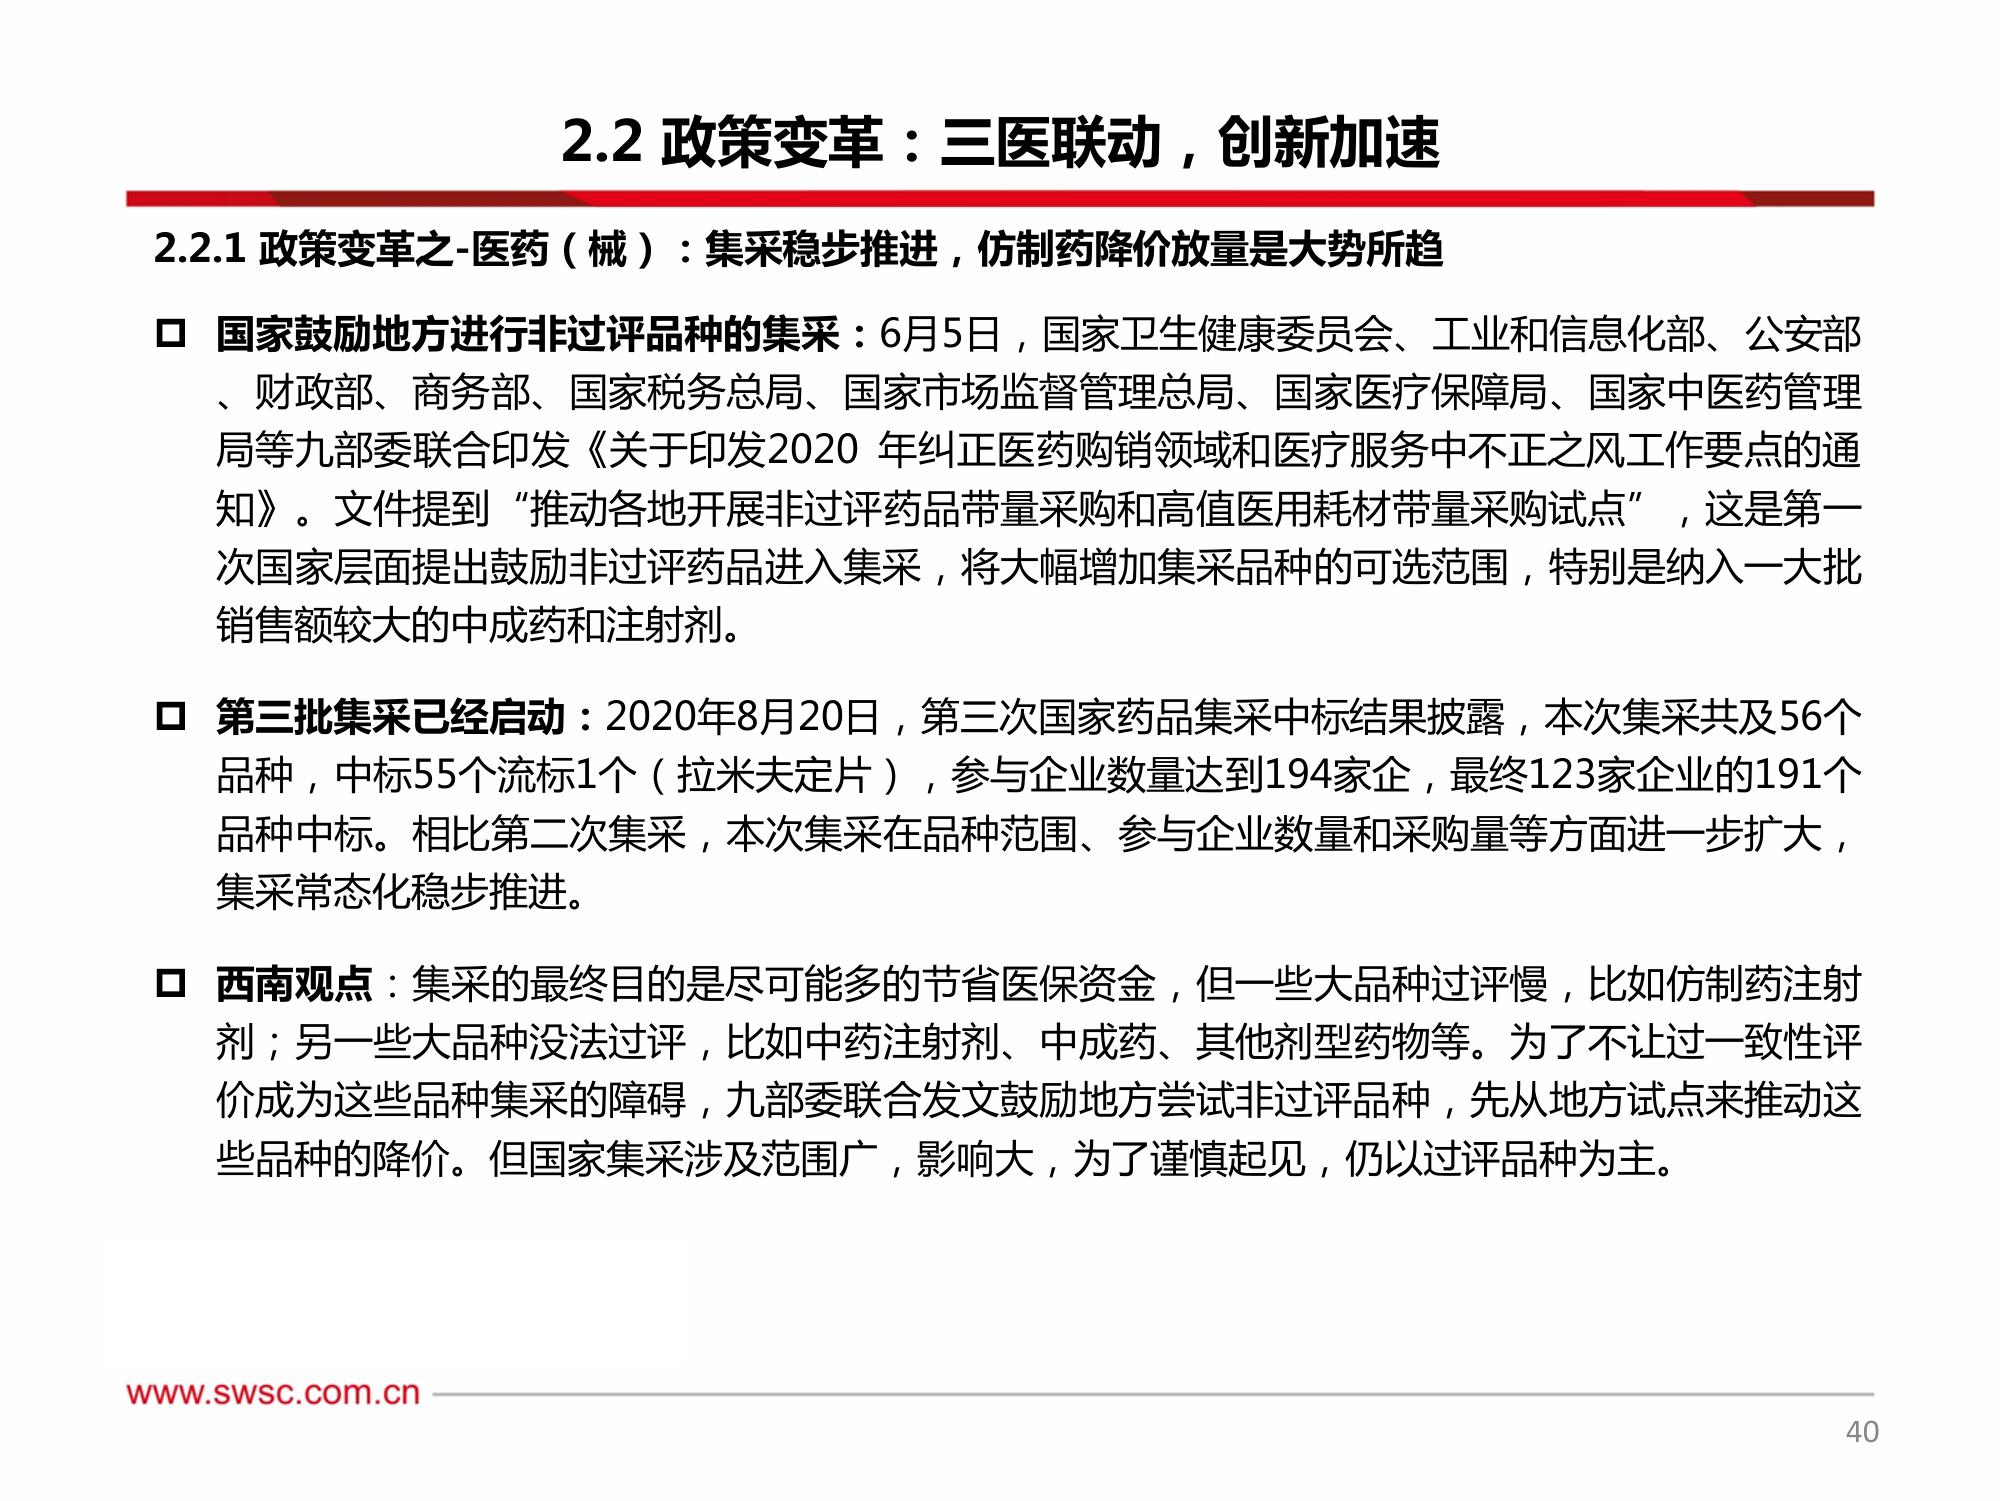 2.2 政策变革：三医联动，创新加速
2.2.1 政策变革之-医药（械）：集采稳步推进，仿制药降价放量是大势所趋
国家鼓励地方进行非过评品种的集采：6月5日，国家卫生健康委员会、工业和信息化部、公安部
、财政部、商务部、国家税务总局、国家市场监督管理总局、国家医疗保障局、国家中医药管理
局等九部委联合印发《关于印发2020 年纠正医药购销领域和医疗服务中不正之风工作要点的通
知》。文件提到“推动各地开展非过评药品带量采购和高值医用耗材带量采购试点”，这是第一
次国家层面提出鼓励非过评药品进入集采，将大幅增加集采品种的可选范围，特别是纳入一大批
销售额较大的中成药和注射剂。
第三批集采已经启动：2020年8月20日，第三次国家药品集采中标结果披露，本次集采共及56个
品种，中标55个流标1个（拉米夫定片），参与企业数量达到194家企，最终123家企业的191个
品种中标。相比第二次集采，本次集采在品种范围、参与企业数量和采购量等方面进一步扩大，
集采常态化稳步推进。
西南观点：集采的最终目的是尽可能多的节省医保资金，但一些大品种过评慢，比如仿制药注射
剂；另一些大品种没法过评，比如中药注射剂、中成药、其他剂型药物等。为了不让过一致性评
价成为这些品种集采的障碍，九部委联合发文鼓励地方尝试非过评品种，先从地方试点来推动这
些品种的降价。但国家集采涉及范围广，影响大，为了谨慎起见，仍以过评品种为主。
www.swsc.com.cn
40